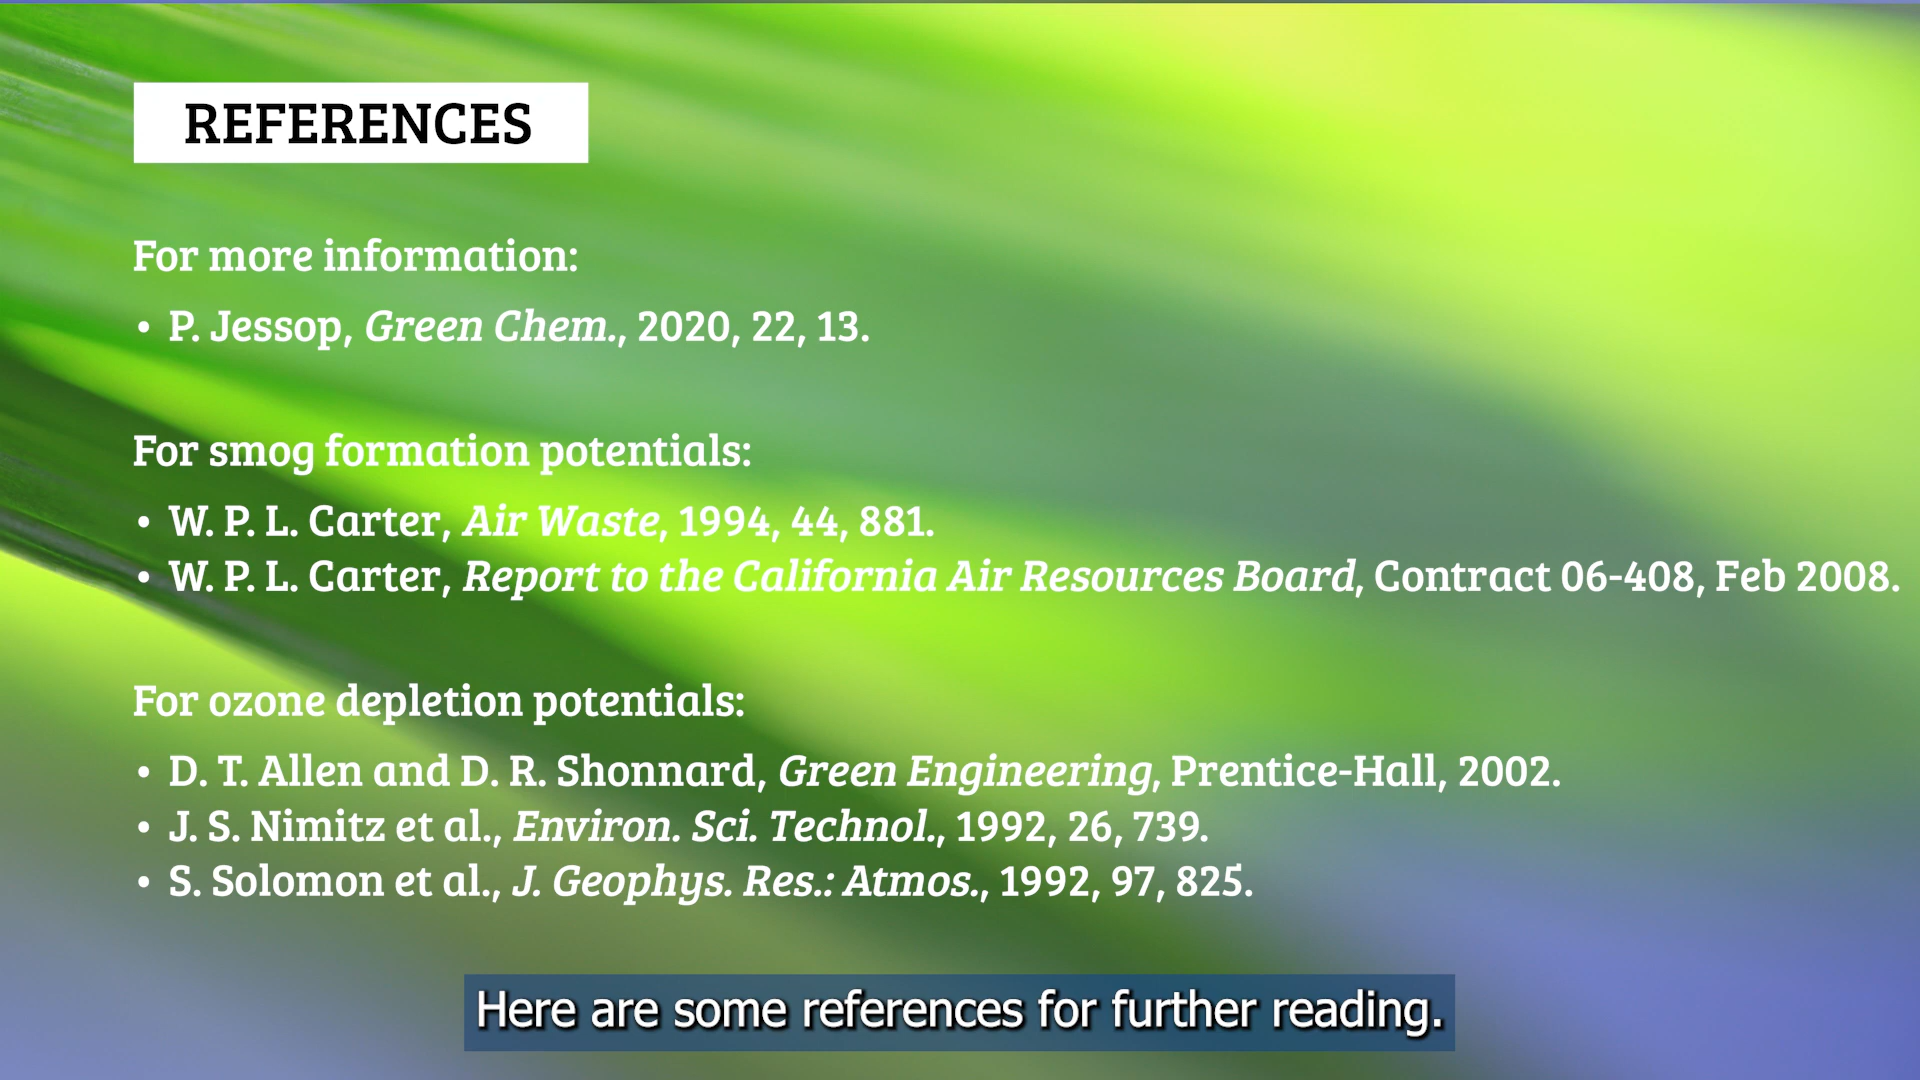 REFERENCES
For more information:
• P. Jessop, Green Chem., 2020, 22, 13.
For smog formation potentials:
• W. P. L. Carter, Air Waste, 1994, 44, 881.
• W. P. L. Carter, Report to the California Air Resources Board, Contract 06-408, Feb 2008.
For ozone depletion potentials:
• D. T. Allen and D. R. Shonnard, Green Engineering, Prentice-Hall, 2002.
• J. S. Nimitz et al., Environ. Sci. Technol., 1992, 26, 739.
• S. Solomon et al., J. Geophys. Res.: Atmos., 1992, 97, 825.
Here are some references for further reading.